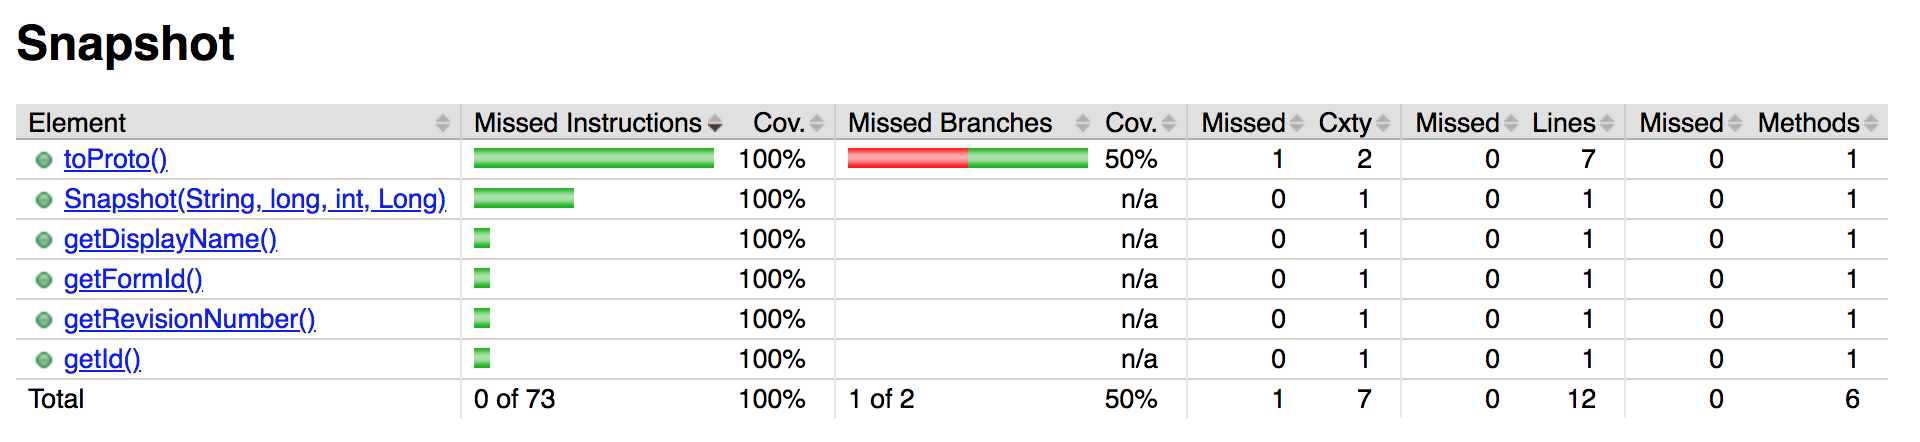 Snapshot
Element Missed Instructions Cov. Missed Branches Cov. Missed Cxty Missed Lines Missed Methods
toProto() 100% 50% 1 2 0 7 0 1
Snapshot(String, long, int, Long) 100% n/a 0 1 0 1 0 1
getDisplayName() 100% n/a 0 1 0 1 0 1
getFormId() 100% n/a 0 1 0 1 0 1
getRevisionNumber() 100% n/a 0 1 0 1 0 1
getId() 100% n/a 0 1 0 1 0 1
Total 0 of 73 100% 1 of 2 50% 1 7 0 12 0 6